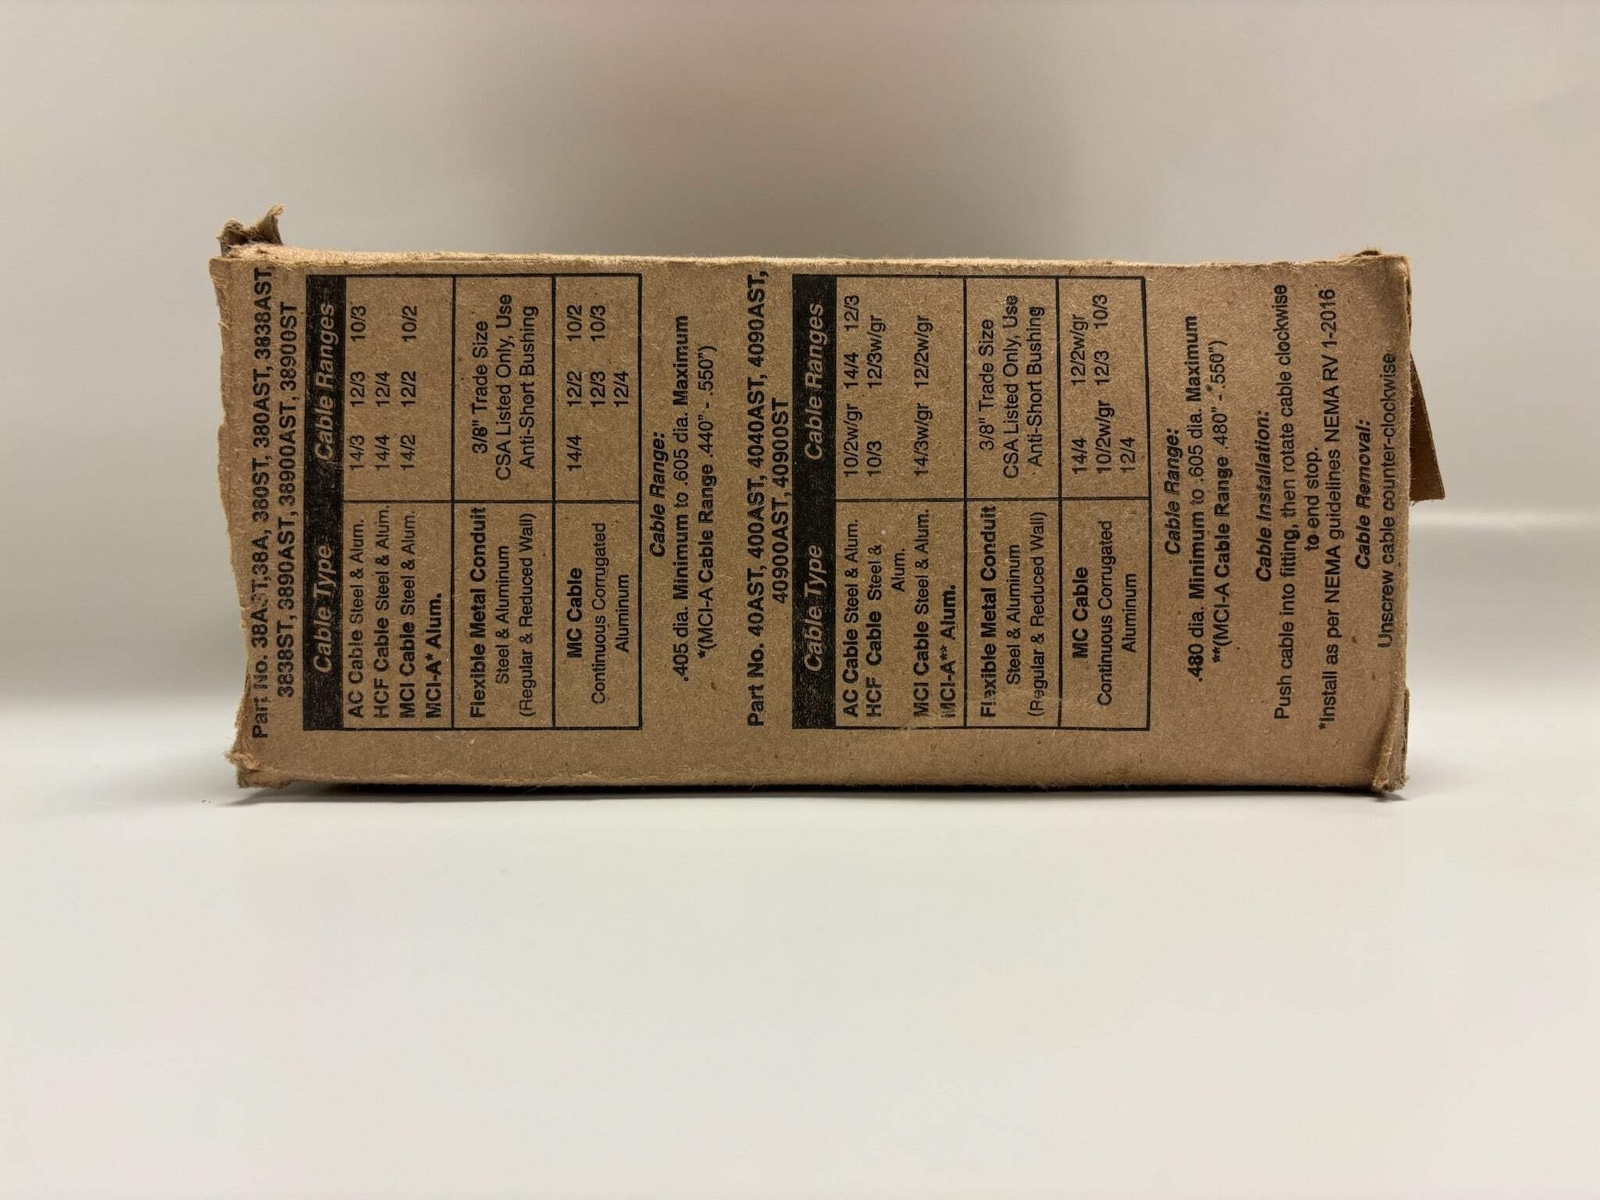 Part No. 38AST,38A, 380ST, 380AST, 3838AST,
3838ST, 3890AST, 38900AST, 38900ST
Cable Type Cable Ranges
AC Cable Steel & Alum. 14/3 12/3 10/3
HCF Cable Steel & Alum. 14/4 12/4
MCI Cable Steel & Alum. 14/2 12/2 10/2
MCI-A* Alum.
Flexible Metal Conduit 3/8" Trade Size
Steel & Aluminum CSA Listed Only, Use
(Regular & Reduced Wall) Anti-Short Bushing
MC Cable 14/4 12/2 10/2
Continuous Corrugated 12/3 10/3
Aluminum 12/4
Cable Range:
.405 dia. Minimum to .605 dia. Maximum
*(MCI-A Cable Range .440" - .550")
Part No. 40AST, 400AST, 4040AST, 4090AST,
40900AST, 40900ST
Cable Type Cable Ranges
AC Cable Steel & Alum. 10/2w/gr 14/4 12/3
HCF Cable Steel & 10/3 12/3w/gr
Alum.
MCI Cable Steel & Alum. 14/3w/gr 12/2w/gr
MCI-A** Alum.
Flexible Metal Conduit 3/8" Trade Size
Steel & Aluminum CSA Listed Only, Use
(Regular & Reduced Wall) Anti-Short Bushing
MC Cable 14/4 12/2w/gr
Continuous Corrugated 10/2w/gr 12/3 10/3
Aluminum 12/4
Cable Range:
.480 dia. Minimum to .605 dia. Maximum
**(MCI-A Cable Range .480" - .550")
Cable Installation:
Push cable into fitting, then rotate cable clockwise
to end stop.
*Install as per NEMA guidelines NEMA RV 1-2016
Cable Removal:
Unscrew cable counter-clockwise